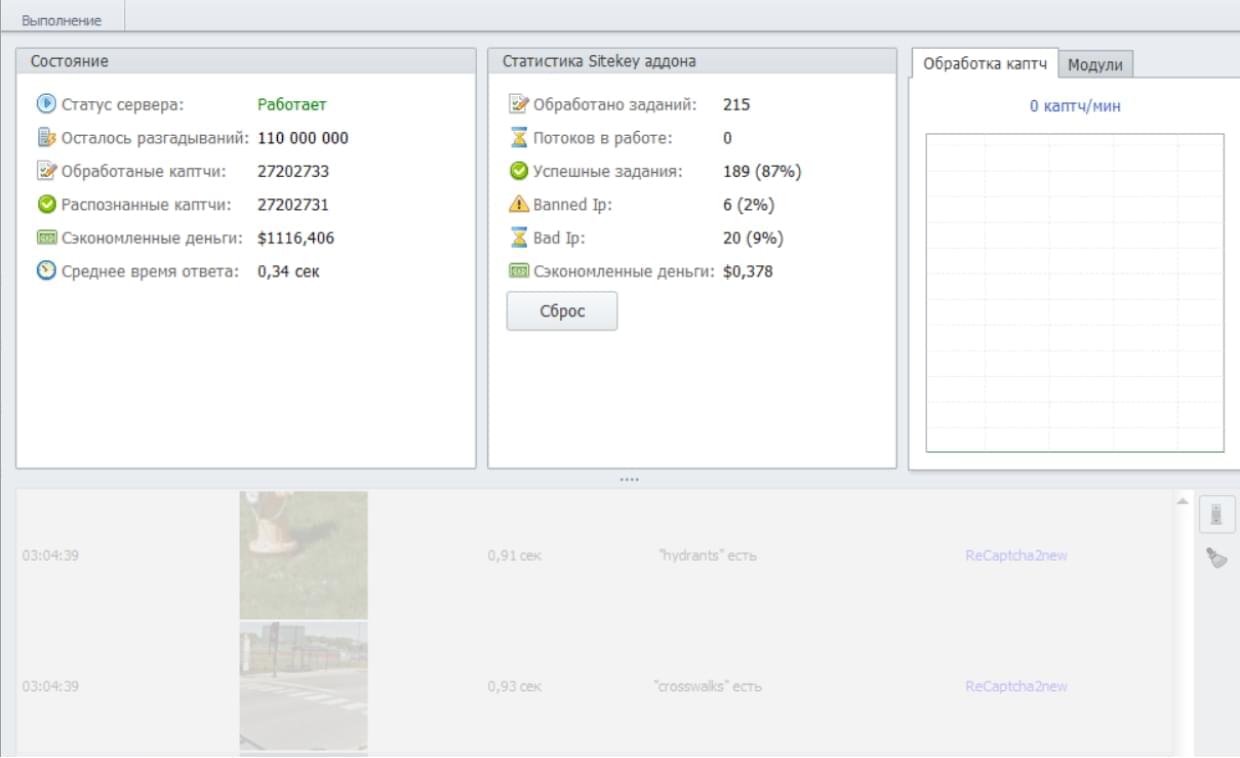 Выполнение
Состояние
Статус сервера: Работает
Осталось разгадываний: 110 000 000
Обработаные каптчи: 27202733
Распознанные каптчи: 27202731
Сэкономленные деньги: $1116,406
Среднее время ответа: 0,34 сек
Статистика Sitekey аддона
Обработано заданий: 215
Потоков в работе: 0
Успешные задания: 189 (87%)
Banned Ip: 6 (2%)
Bad Ip: 20 (9%)
Сэкономленные деньги: $0,378
Сброс
Обработка каптч Модули
0 каптч/мин
03:04:39 0,91 сек "hydrants" есть ReCaptcha2new
03:04:39 0,93 сек "crosswalks" есть ReCaptcha2new